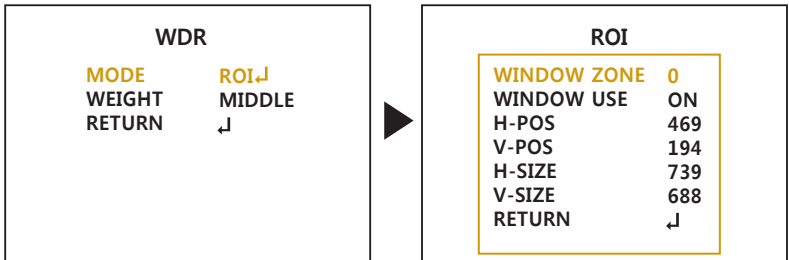 WDR
MODE ROI↲
WEIGHT MIDDLE
RETURN ↲
ROI
WINDOW ZONE 0
WINDOW USE ON
H-POS 469
V-POS 194
H-SIZE 739
V-SIZE 688
RETURN ↲